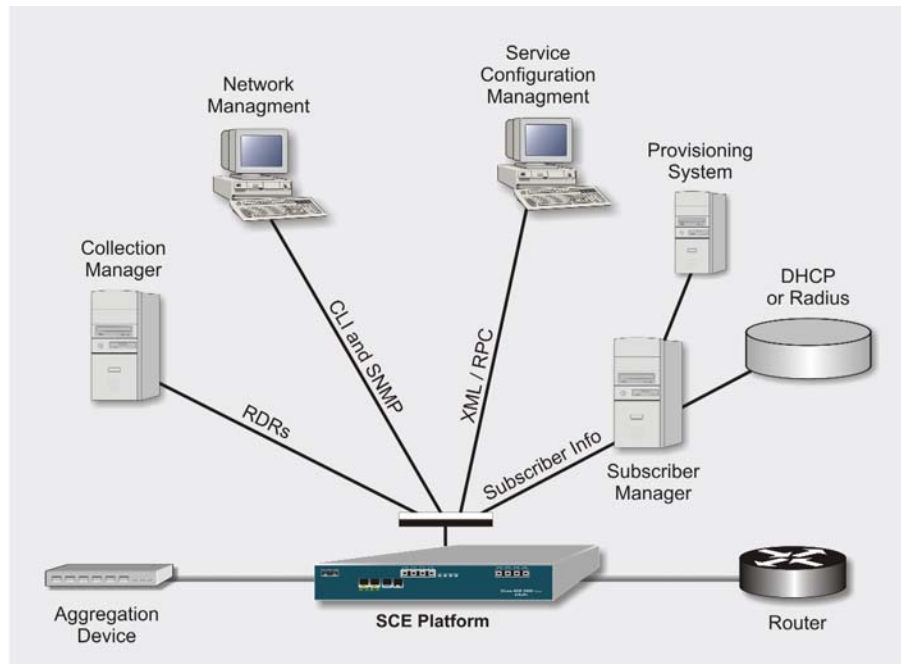 Service
Configuration
Managment
Network
Managment
Provisioning
System
Collection
Manager
DHCP
or Radius
CLI and SNMP
XML / RPC
RDRs
Subscriber Info
Subscriber
Manager
Aggregation
Device
SCE Platform
Router